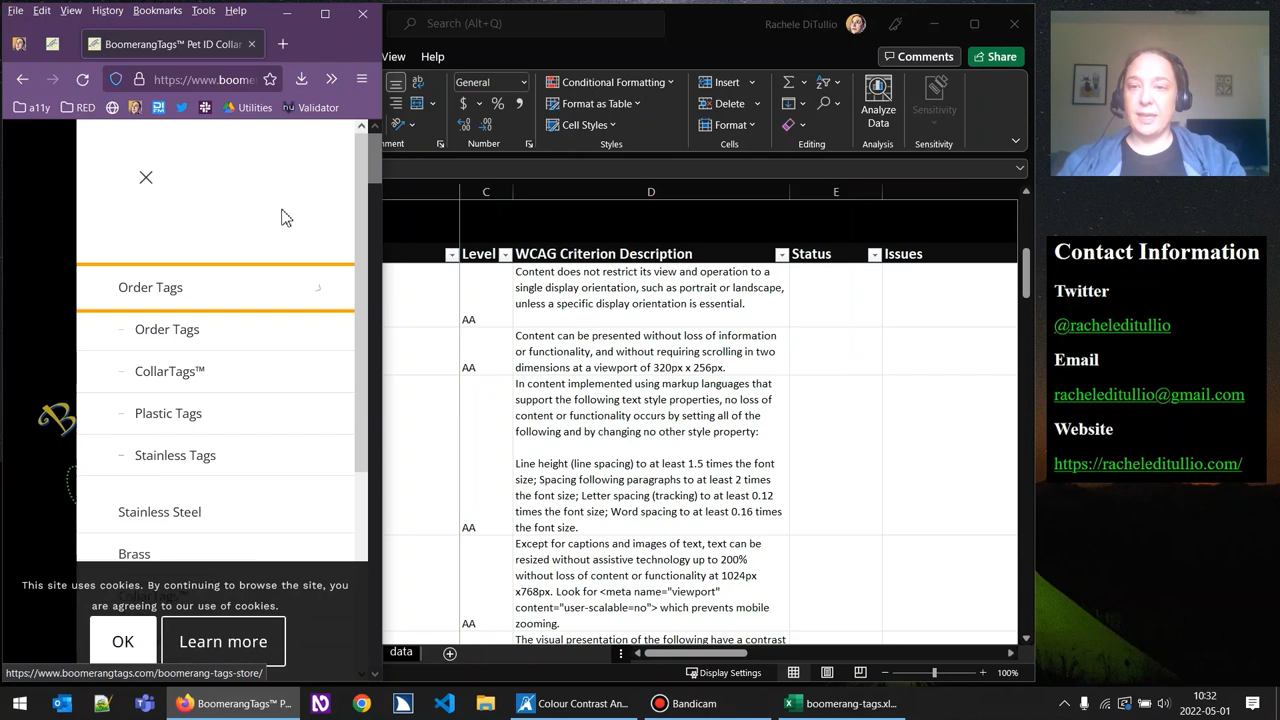 File Edit View History Bookmarks Tools Help
BoomerangTags™ Pet ID Collar
https://www.boome
a11y RED Utilities Validator
Order Tags
Order Tags
CollarTags™
Plastic Tags
Stainless Tags
Stainless Steel
Brass
This site uses cookies. By continuing to browse the site, you
are agreeing to our use of cookies.
OK Learn more
https://www.boomerangtags.com/boomerang-tags-store/
Search (Alt+Q) Rachele DiTullio
View Help Comments Share
General Conditional Formatting Insert
$ % Format as Table Delete
Cell Styles Format
Analyze
Data
Sensitivity
Number Styles Cells Editing Analysis Sensitivity
C D E
Level WCAG Criterion Description Status Issues
Content does not restrict its view and operation to a
single display orientation, such as portrait or landscape,
unless a specific display orientation is essential.
AA
Content can be presented without loss of information
or functionality, and without requiring scrolling in two
AA dimensions at a viewport of 320px x 256px.
In content implemented using markup languages that
support the following text style properties, no loss of
content or functionality occurs by setting all of the
following and by changing no other style property:
Line height (line spacing) to at least 1.5 times the font
size; Spacing following paragraphs to at least 2 times
the font size; Letter spacing (tracking) to at least 0.12
times the font size; Word spacing to at least 0.16 times
AA the font size.
Except for captions and images of text, text can be
resized without assistive technology up to 200%
without loss of content or functionality at 1024px
x768px. Look for <meta name="viewport"
content="user-scalable=no"> which prevents mobile
AA zooming.
The visual presentation of the following have a contrast
data
Display Settings 100%
Contact Information
Twitter
@racheleditullio
Email
racheleditullio@gmail.com
Website
https://racheleditullio.com/
BoomerangTags™ P... Colour Contrast An... Bandicam boomerang-tags.xl...
10:32
2022-05-01